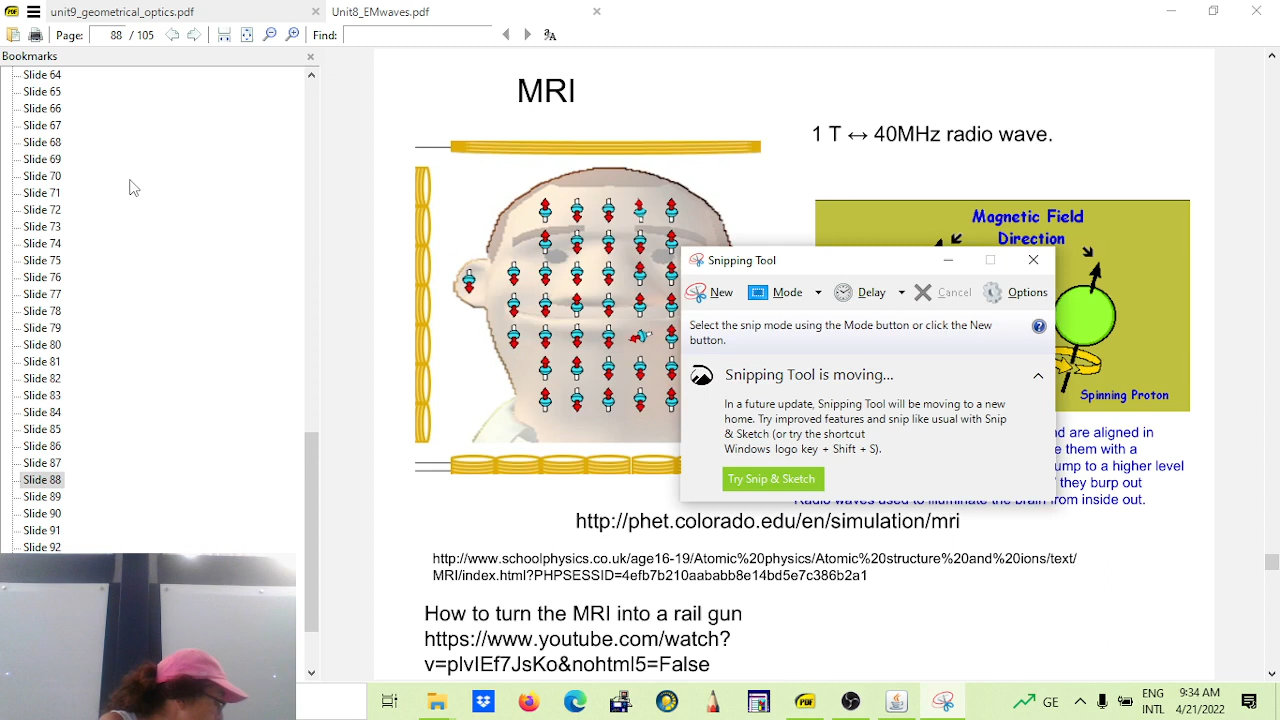 unit9_geometrical_optics.pdf
Unit8_EMwaves.pdf
Page: 88 / 105
Find:
Bookmarks
Slide 64
Slide 65
Slide 66
Slide 67
Slide 68
Slide 69
Slide 70
Slide 71
Slide 72
Slide 73
Slide 74
Slide 75
Slide 76
Slide 77
Slide 78
Slide 79
Slide 80
Slide 81
Slide 82
Slide 83
Slide 84
Slide 85
Slide 86
Slide 87
Slide 88
Slide 89
Slide 90
Slide 91
Slide 92
MRI
1 T ↔ 40MHz radio wave.
Magnetic Field
Direction
Spinning Proton
Snipping Tool
New Mode Delay Cancel Options
Select the snip mode using the Mode button or click the New
button.
Snipping Tool is moving...
In a future update, Snipping Tool will be moving to a new
home. Try improved features and snip like usual with Snip
& Sketch (or try the shortcut
Windows logo key + Shift + S).
Try Snip & Sketch
nd are aligned in
e them with a
ump to a higher level
they burp out
Radio waves used to illuminate the brain from inside out.
http://phet.colorado.edu/en/simulation/mri
http://www.schoolphysics.co.uk/age16-19/Atomic%20physics/Atomic%20structure%20and%20ions/text/
MRI/index.html?PHPSESSID=4efb7b210aababb8e14bd5e7c386b2a1
How to turn the MRI into a rail gun
https://www.youtube.com/watch?
v=plvIEf7JsKo&nohtml5=False
PDF
GE
ENG
INTL
9:34 AM
4/21/2022